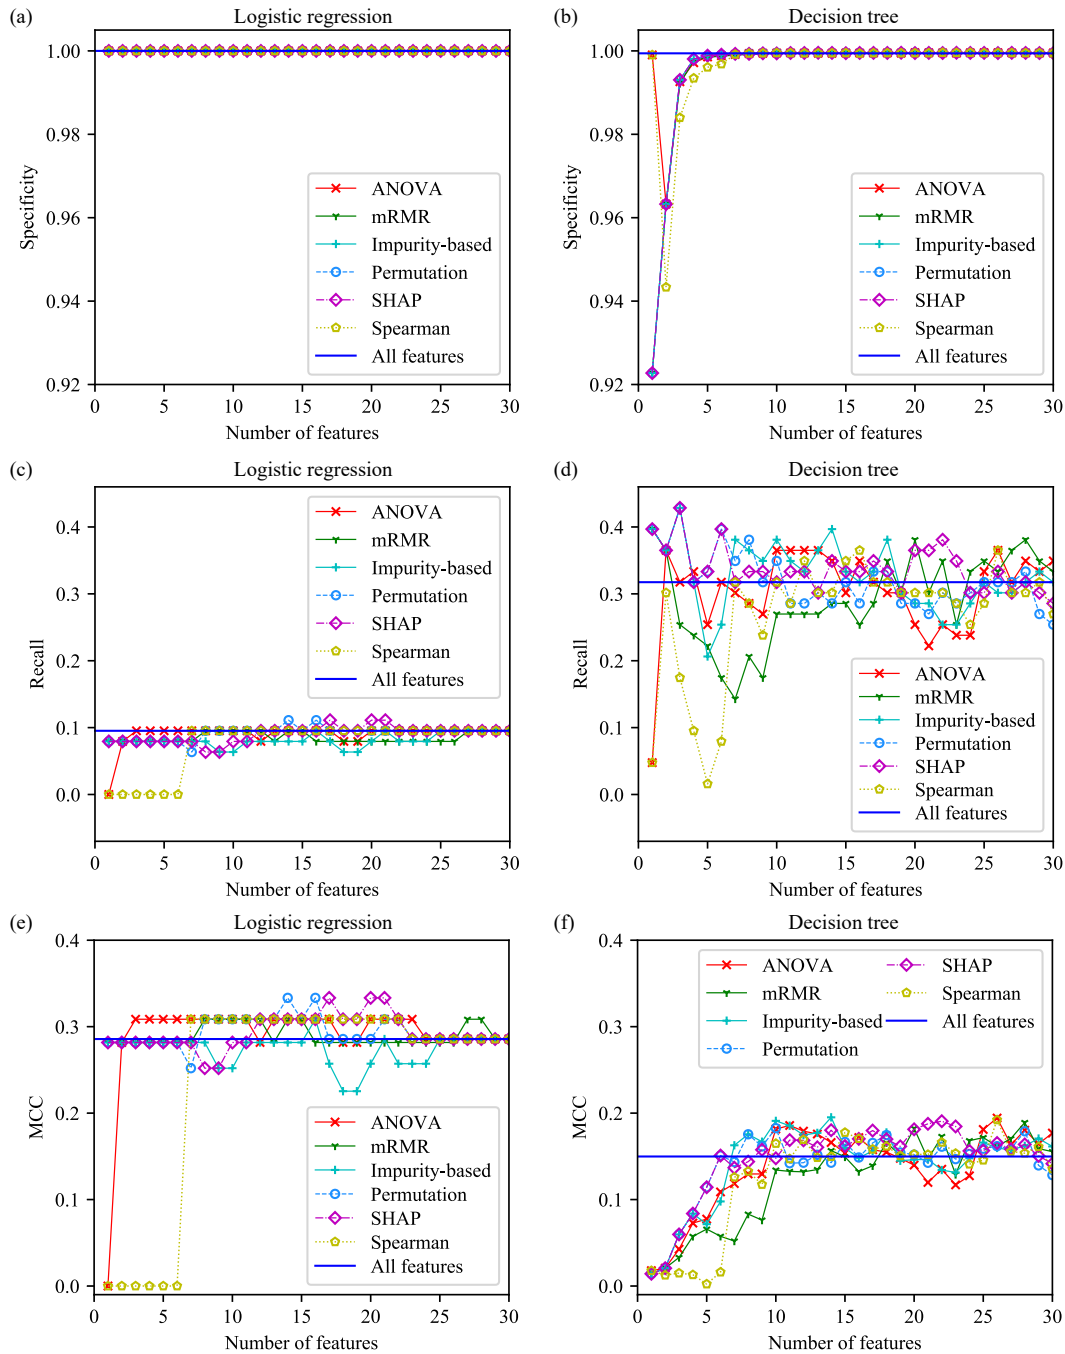 (a) Logistic regression
1.00
0.98
0.96
0.94
0.92
Specificity
ANOVA
mRMR
Impurity-based
Permutation
SHAP
Spearman
All features
0 5 10 15 20 25 30
Number of features
(b) Decision tree
1.00
0.98
0.96
0.94
0.92
Specificity
ANOVA
mRMR
Impurity-based
Permutation
SHAP
Spearman
All features
0 5 10 15 20 25 30
Number of features
(c) Logistic regression
0.4
0.3
0.2
0.1
0.0
Recall
ANOVA
mRMR
Impurity-based
Permutation
SHAP
Spearman
All features
0 5 10 15 20 25 30
Number of features
(d) Decision tree
0.4
0.3
0.2
0.1
0.0
Recall
ANOVA
mRMR
Impurity-based
Permutation
SHAP
Spearman
All features
0 5 10 15 20 25 30
Number of features
(e) Logistic regression
0.4
0.3
0.2
0.1
0.0
MCC
ANOVA
mRMR
Impurity-based
Permutation
SHAP
Spearman
All features
0 5 10 15 20 25 30
Number of features
(f) Decision tree
0.4
0.3
0.2
0.1
0.0
MCC
ANOVA
mRMR
Impurity-based
Permutation
SHAP
Spearman
All features
0 5 10 15 20 25 30
Number of features